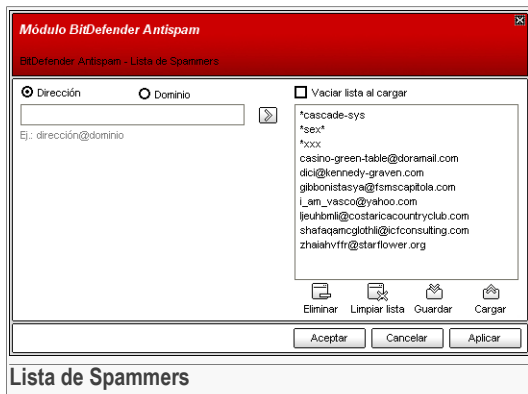 Módulo BitDefender Antispam
BitDefender Antispam - Lista de Spammers
Dirección
Dominio
Ej.: dirección@dominio
Vaciar lista al cargar
*cascade-sys
*sex*
*xxx
casino-green-table@doramail.com
dici@kennedy-graven.com
gibbonistasya@fsmscapitola.com
i_am_vasco@yahoo.com
ljeuhbmli@costaricacountryclub.com
shafaqamcglothli@icfconsulting.com
zhaiahvffr@starflower.org
Eliminar
Limpiar lista
Guardar
Cargar
Aceptar
Cancelar
Aplicar
Lista de Spammers